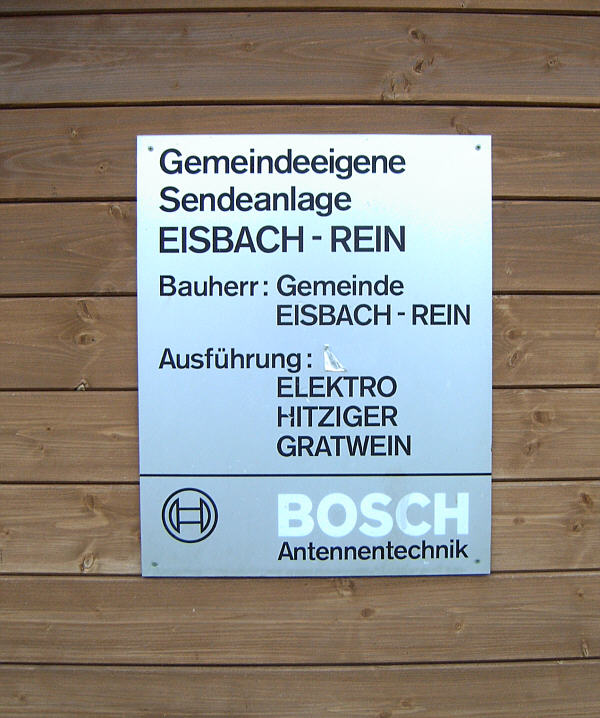 Gemeindeeigene
Sendeanlage
EISBACH - REIN
Bauherr: Gemeinde
EISBACH - REIN
Ausführung:
ELEKTRO
HITZIGER
GRATWEIN
BOSCH
Antennentechnik